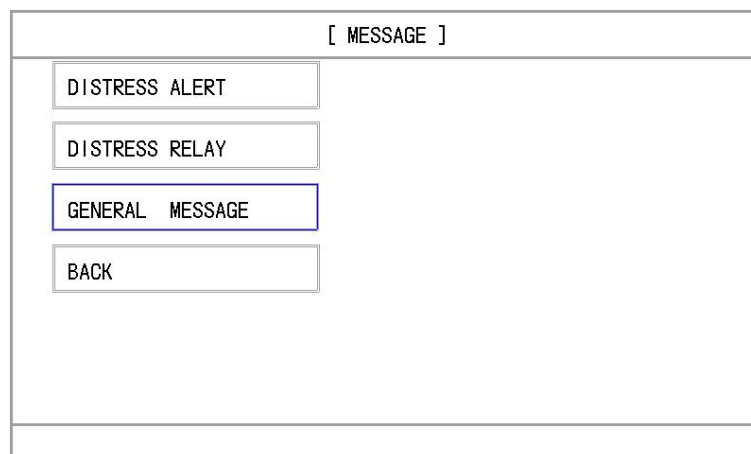 [ MESSAGE ]
DISTRESS ALERT
DISTRESS RELAY
GENERAL MESSAGE
BACK